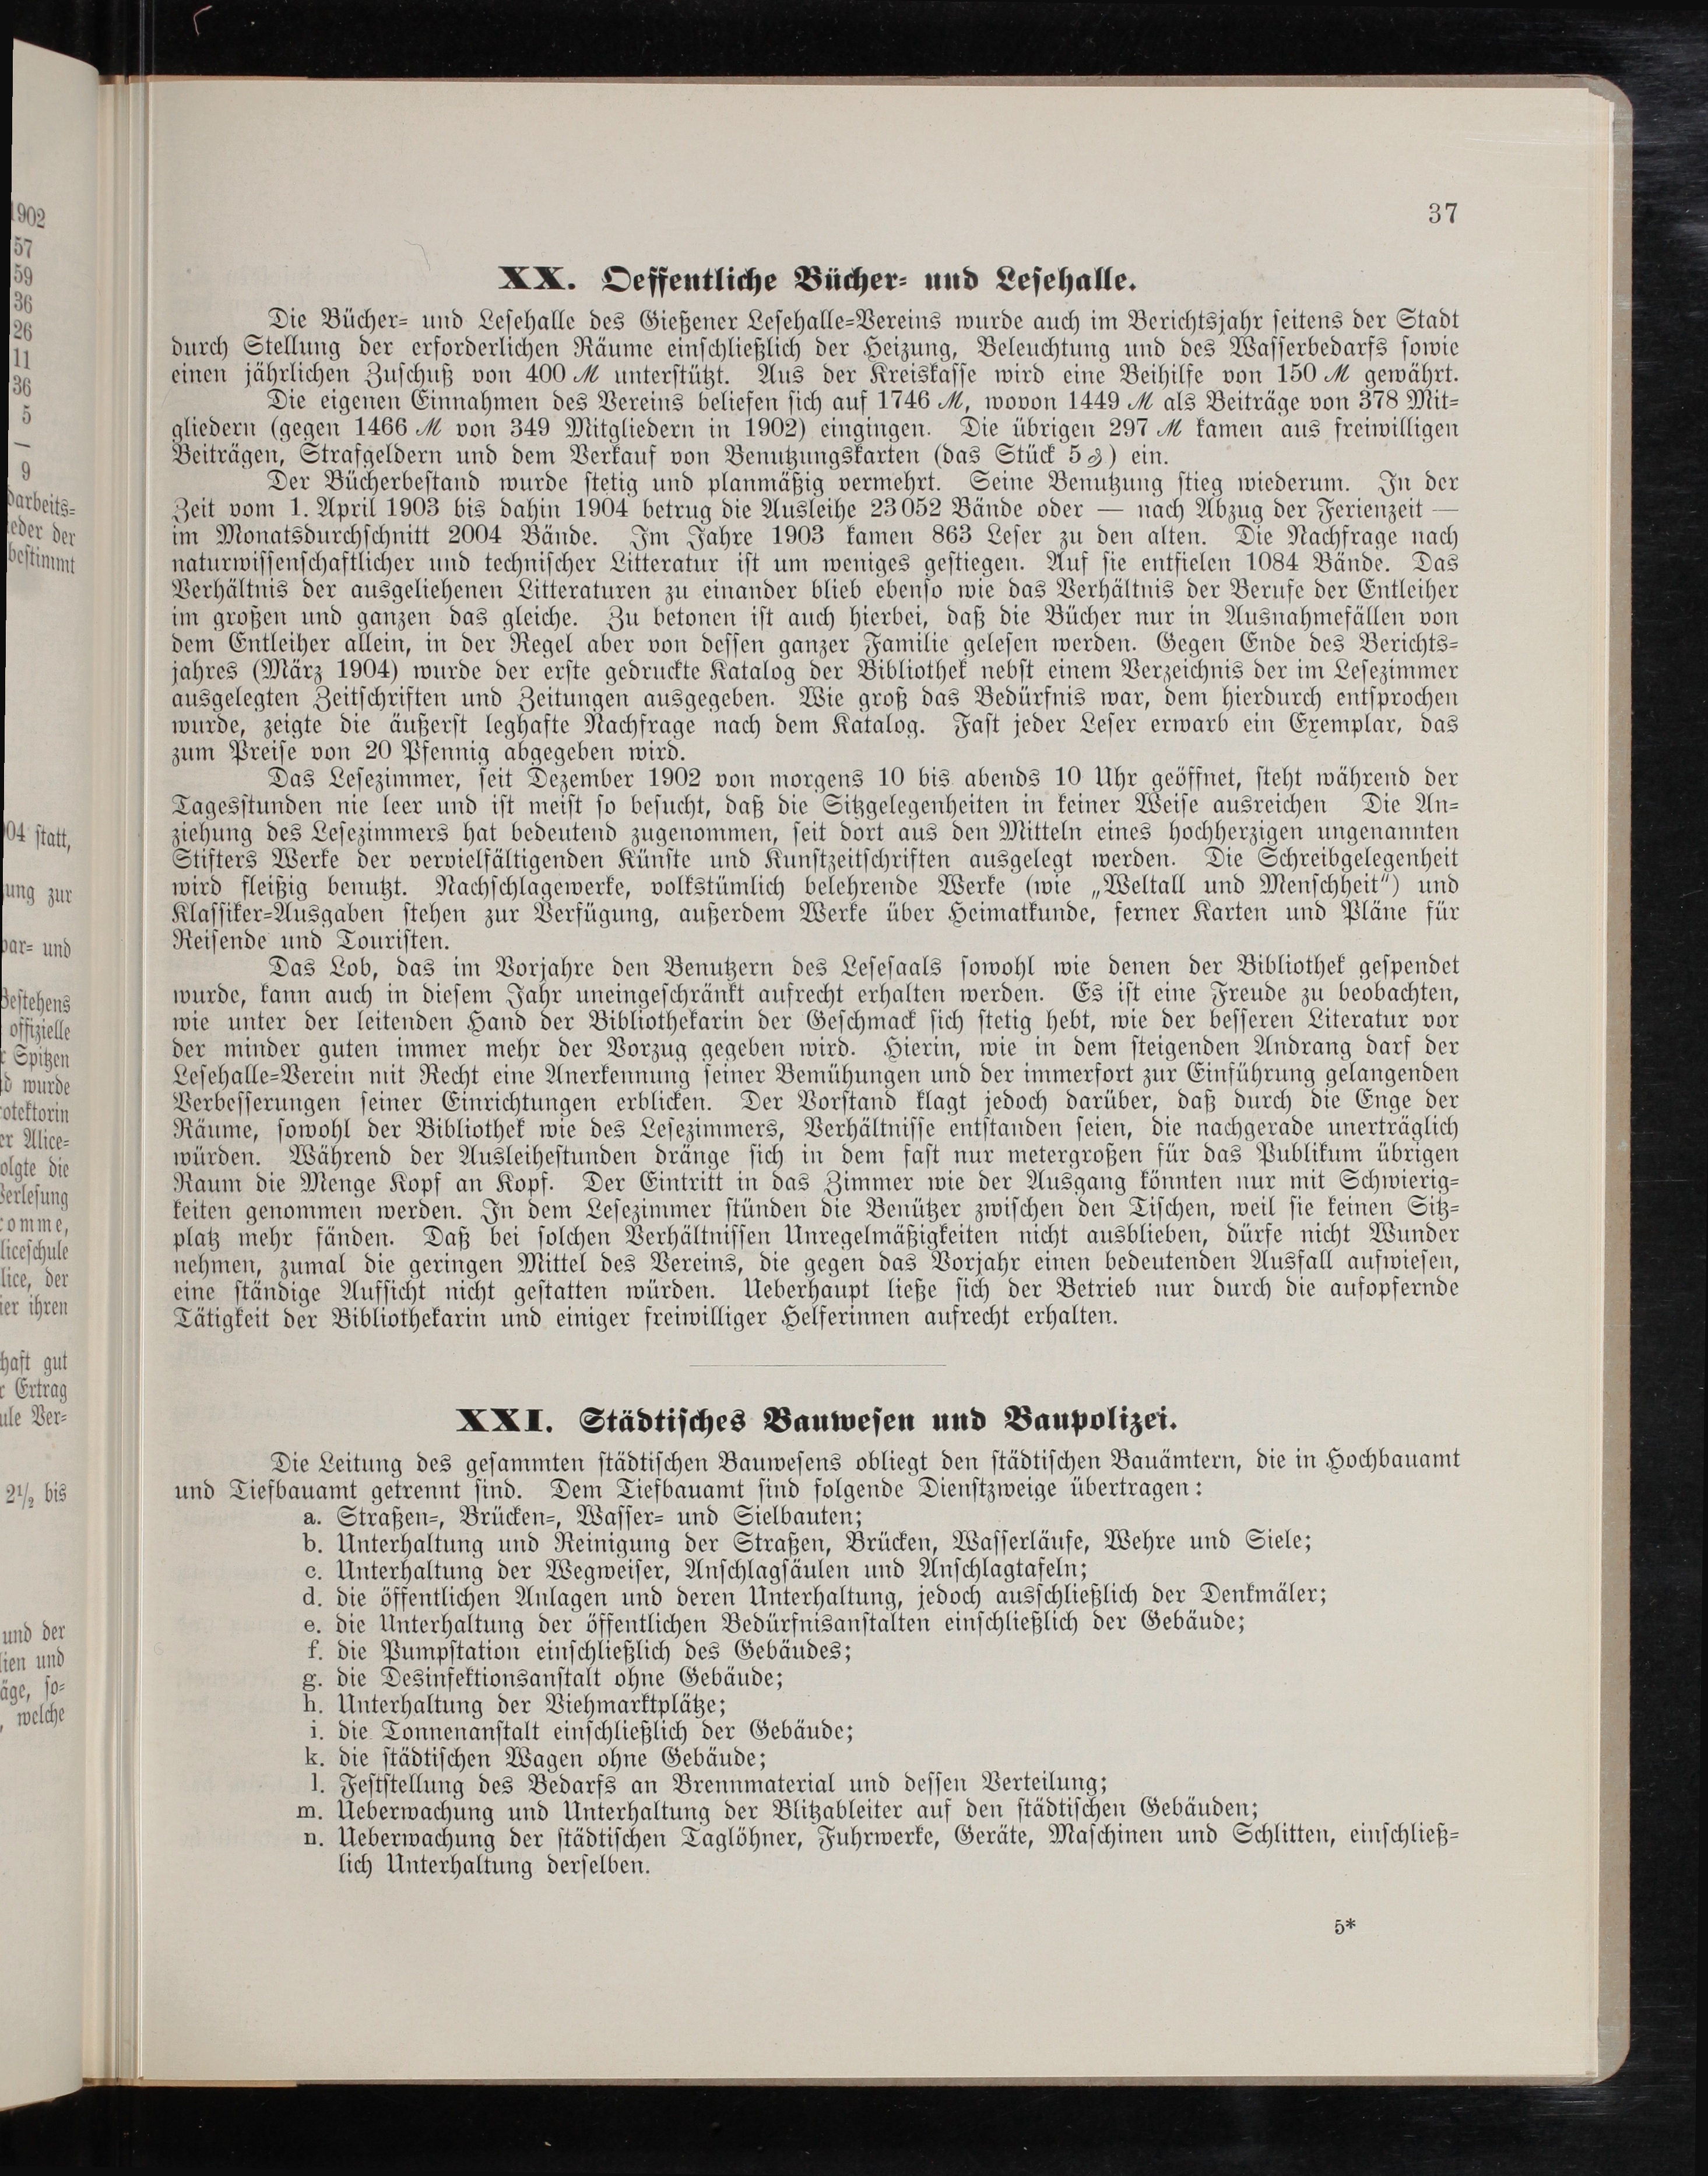 37
XX. Oeffentliche Bücher- und Lesehalle.
Die Bücher- und Lesehalle des Gießener Lesehalle-Vereins wurde auch im Berichtsjahr seitens der Stadt
durch Stellung der erforderlichen Räume einschließlich der Heizung, Beleuchtung und des Wasserbedarfs sowie
einen jährlichen Zuschuß von 400 ℳ unterstützt. Aus der Kreiskasse wird eine Beihilfe von 150 ℳ gewährt.
Die eigenen Einnahmen des Vereins beliefen sich auf 1746 ℳ, wovon 1449 ℳ als Beiträge von 378 Mit-
gliedern (gegen 1466 ℳ von 349 Mitgliedern in 1902) eingingen. Die übrigen 297 ℳ kamen aus freiwilligen
Beiträgen, Strafgeldern und dem Verkauf von Benutzungskarten (das Stück 5 ₰) ein.
Der Bücherbestand wurde stetig und planmäßig vermehrt. Seine Benutzung stieg wiederum. In der
Zeit vom 1. April 1903 bis dahin 1904 betrug die Ausleihe 23 052 Bände oder — nach Abzug der Ferienzeit —
im Monatsdurchschnitt 2004 Bände. Im Jahre 1903 kamen 863 Leser zu den alten. Die Nachfrage nach
naturwissenschaftlicher und technischer Litteratur ist um weniges gestiegen. Auf sie entfielen 1084 Bände. Das
Verhältnis der ausgeliehenen Litteraturen zu einander blieb ebenso wie das Verhältnis der Berufe der Entleiher
im großen und ganzen das gleiche. Zu betonen ist auch hierbei, daß die Bücher nur in Ausnahmefällen von
dem Entleiher allein, in der Regel aber von dessen ganzer Familie gelesen werden. Gegen Ende des Berichts-
jahres (März 1904) wurde der erste gedruckte Katalog der Bibliothek nebst einem Verzeichnis der im Lesezimmer
ausgelegten Zeitschriften und Zeitungen ausgegeben. Wie groß das Bedürfnis war, dem hierdurch entsprochen
wurde, zeigte die äußerst leghafte Nachfrage nach dem Katalog. Fast jeder Leser erwarb ein Exemplar, das
zum Preise von 20 Pfennig abgegeben wird.
Das Lesezimmer, seit Dezember 1902 von morgens 10 bis abends 10 Uhr geöffnet, steht während der
Tagesstunden nie leer und ist meist so besucht, daß die Sitzgelegenheiten in keiner Weise ausreichen Die An-
ziehung des Lesezimmers hat bedeutend zugenommen, seit dort aus den Mitteln eines hochherzigen ungenannten
Stifters Werke der vervielfältigenden Künste und Kunstzeitschriften ausgelegt werden. Die Schreibgelegenheit
wird fleißig benutzt. Nachschlagewerke, volkstümlich belehrende Werke (wie „Weltall und Menschheit") und
Klassiker-Ausgaben stehen zur Verfügung, außerdem Werke über Heimatkunde, ferner Karten und Pläne für
Reisende und Touristen.
Das Lob, das im Vorjahre den Benutzern des Lesesaals sowohl wie denen der Bibliothek gespendet
wurde, kann auch in diesem Jahr uneingeschränkt aufrecht erhalten werden. Es ist eine Freude zu beobachten,
wie unter der leitenden Hand der Bibliothekarin der Geschmack sich stetig hebt, wie der besseren Literatur vor
der minder guten immer mehr der Vorzug gegeben wird. Hierin, wie in dem steigenden Andrang darf der
Lesehalle-Verein mit Recht eine Anerkennung seiner Bemühungen und der immerfort zur Einführung gelangenden
Verbesserungen seiner Einrichtungen erblicken. Der Vorstand klagt jedoch darüber, daß durch die Enge der
Räume, sowohl der Bibliothek wie des Lesezimmers, Verhältnisse entstanden seien, die nachgerade unerträglich
würden. Während der Ausleihestunden dränge sich in dem fast nur metergroßen für das Publikum übrigen
Raum die Menge Kopf an Kopf. Der Eintritt in das Zimmer wie der Ausgang könnten nur mit Schwierig-
keiten genommen werden. In dem Lesezimmer stünden die Benützer zwischen den Tischen, weil sie keinen Sitz-
platz mehr fänden. Daß bei solchen Verhältnissen Unregelmäßigkeiten nicht ausblieben, dürfe nicht Wunder
nehmen, zumal die geringen Mittel des Vereins, die gegen das Vorjahr einen bedeutenden Ausfall aufwiesen,
eine ständige Aufsicht nicht gestatten würden. Ueberhaupt ließe sich der Betrieb nur durch die aufopfernde
Tätigkeit der Bibliothekarin und einiger freiwilliger Helferinnen aufrecht erhalten.
XXI. Städtisches Bauwesen und Baupolizei.
Die Leitung des gesammten städtischen Bauwesens obliegt den städtischen Bauämtern, die in Hochbauamt
und Tiefbauamt getrennt sind. Dem Tiefbauamt sind folgende Dienstzweige übertragen:
a. Straßen-, Brücken-, Wasser- und Sielbauten;
b. Unterhaltung und Reinigung der Straßen, Brücken, Wasserläufe, Wehre und Siele;
c. Unterhaltung der Wegweiser, Anschlagsäulen und Anschlagtafeln;
d. die öffentlichen Anlagen und deren Unterhaltung, jedoch ausschließlich der Denkmäler;
e. die Unterhaltung der öffentlichen Bedürfnisanstalten einschließlich der Gebäude;
f. die Pumpstation einschließlich des Gebäudes;
g. die Desinfektionsanstalt ohne Gebäude;
h. Unterhaltung der Viehmarktplätze;
i. die Tonnenanstalt einschließlich der Gebäude;
k. die städtischen Wagen ohne Gebäude;
l. Feststellung des Bedarfs an Brennmaterial und dessen Verteilung;
m. Ueberwachung und Unterhaltung der Blitzableiter auf den städtischen Gebäuden;
n. Ueberwachung der städtischen Taglöhner, Fuhrwerke, Geräte, Maschinen und Schlitten, einschließ-
lich Unterhaltung derselben.
5*